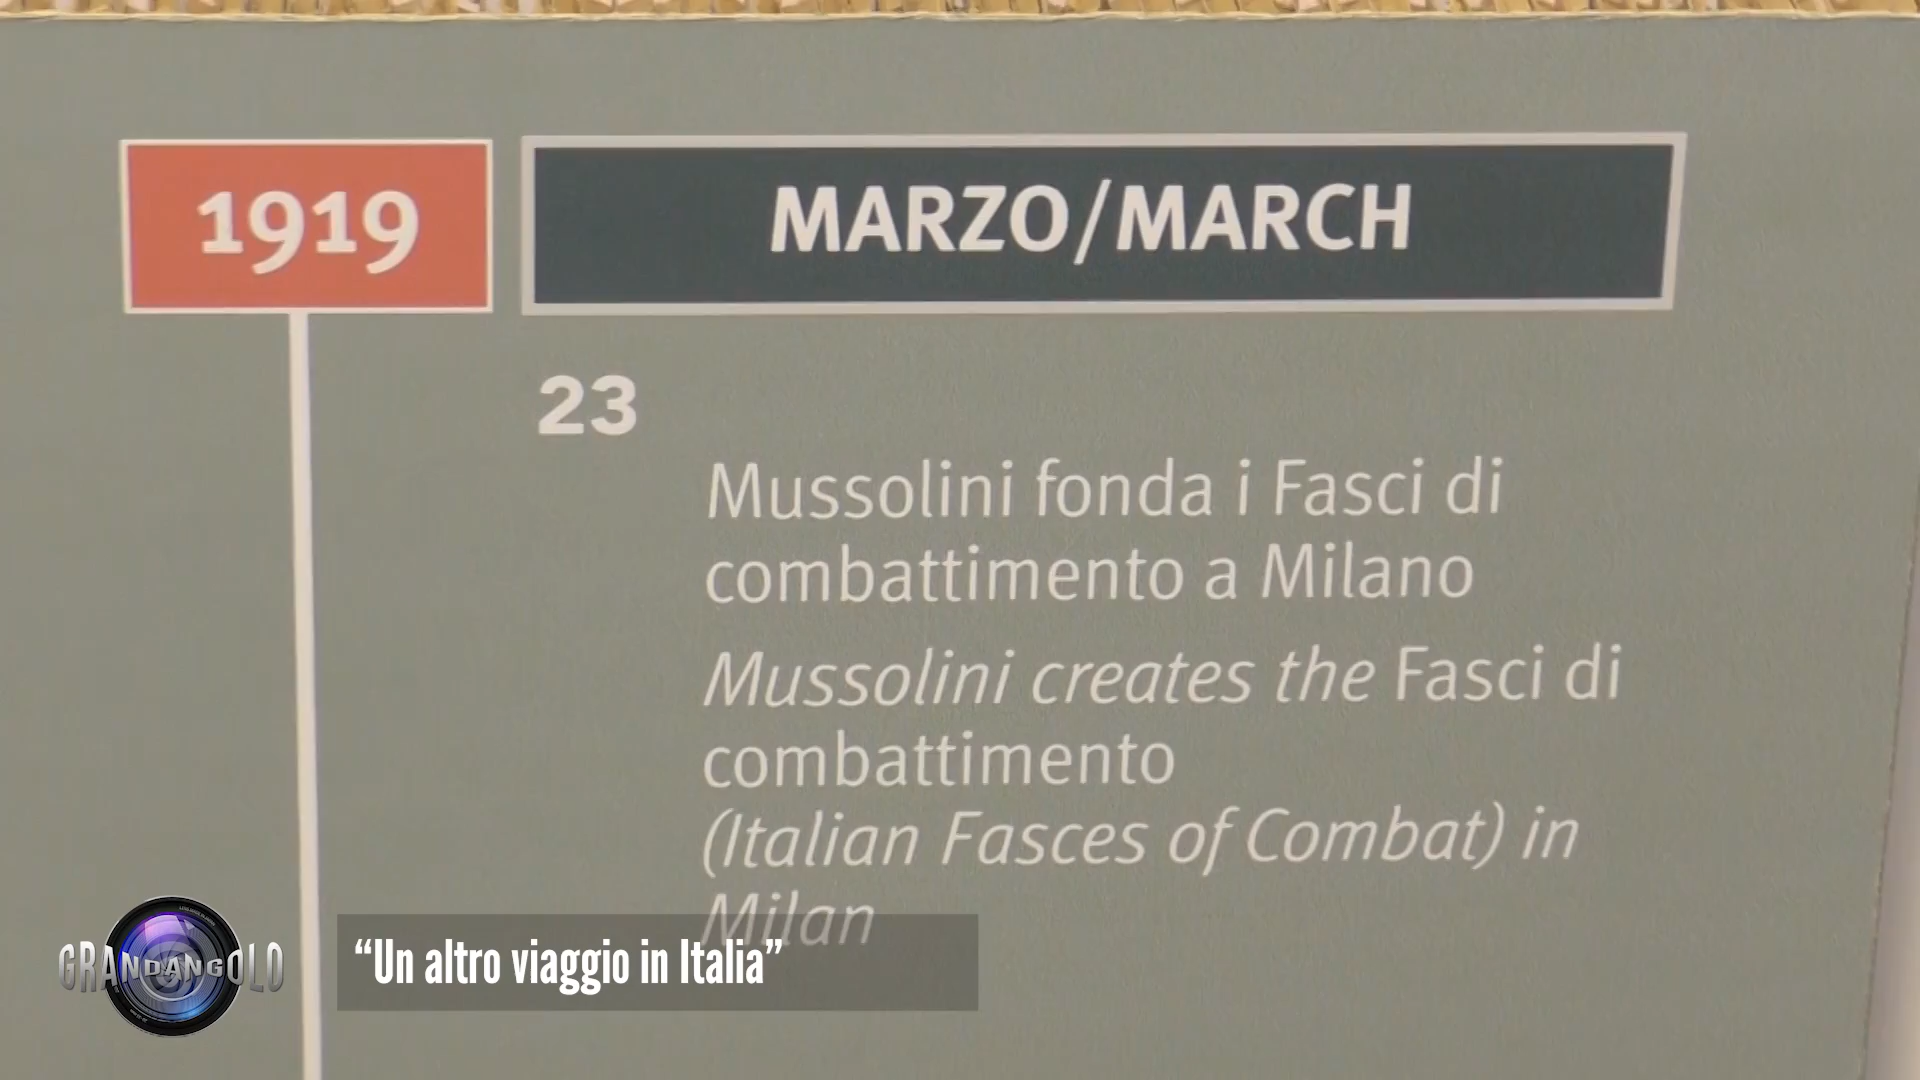 1919
MARZO/MARCH
23
Mussolini fonda i Fasci di
combattimento a Milano
Mussolini creates the Fasci di
combattimento
(Italian Fasces of Combat) in
Milan
GRANDANGOLO
“Un altro viaggio in Italia”